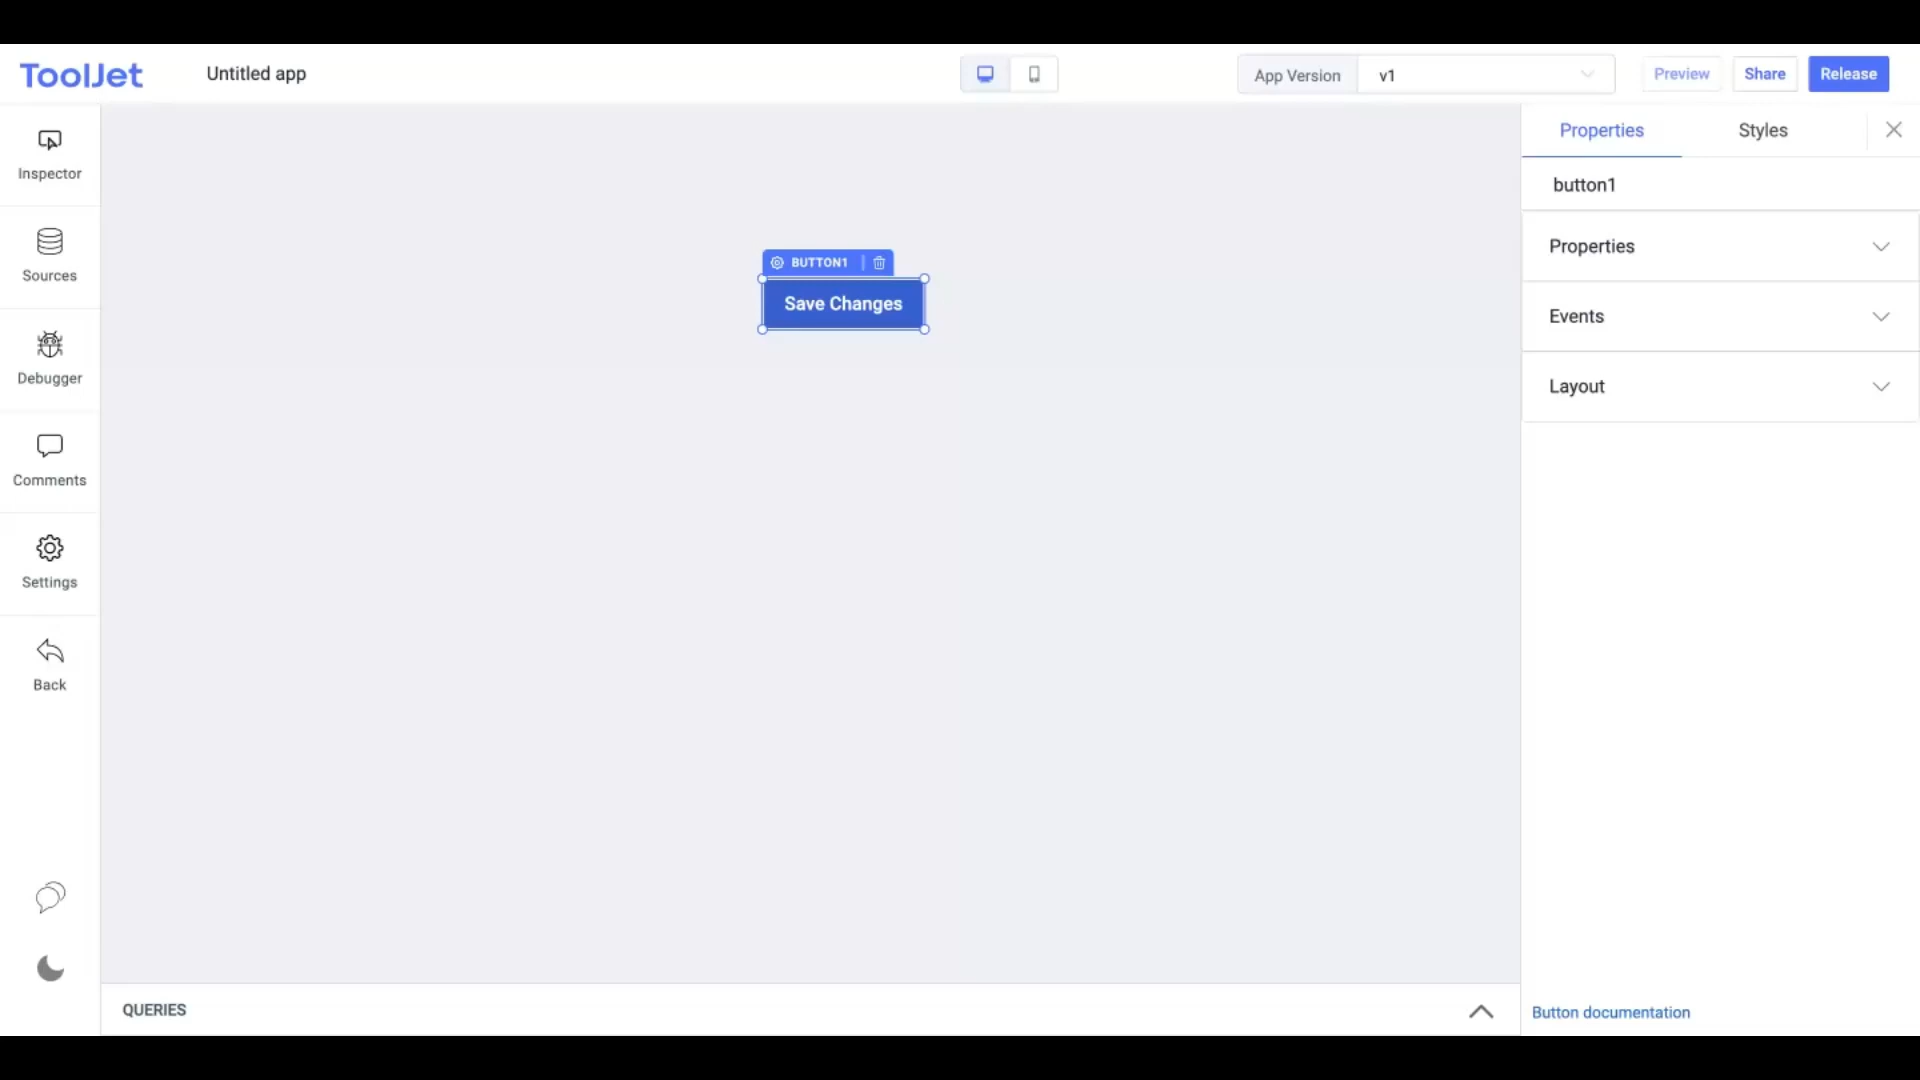 ToolJet
Untitled app
App Version
v1
Preview
Share
Release
Inspector
Sources
Debugger
Comments
Settings
Back
BUTTON1
Save Changes
Properties
Styles
button1
Properties
Events
Layout
QUERIES
Button documentation